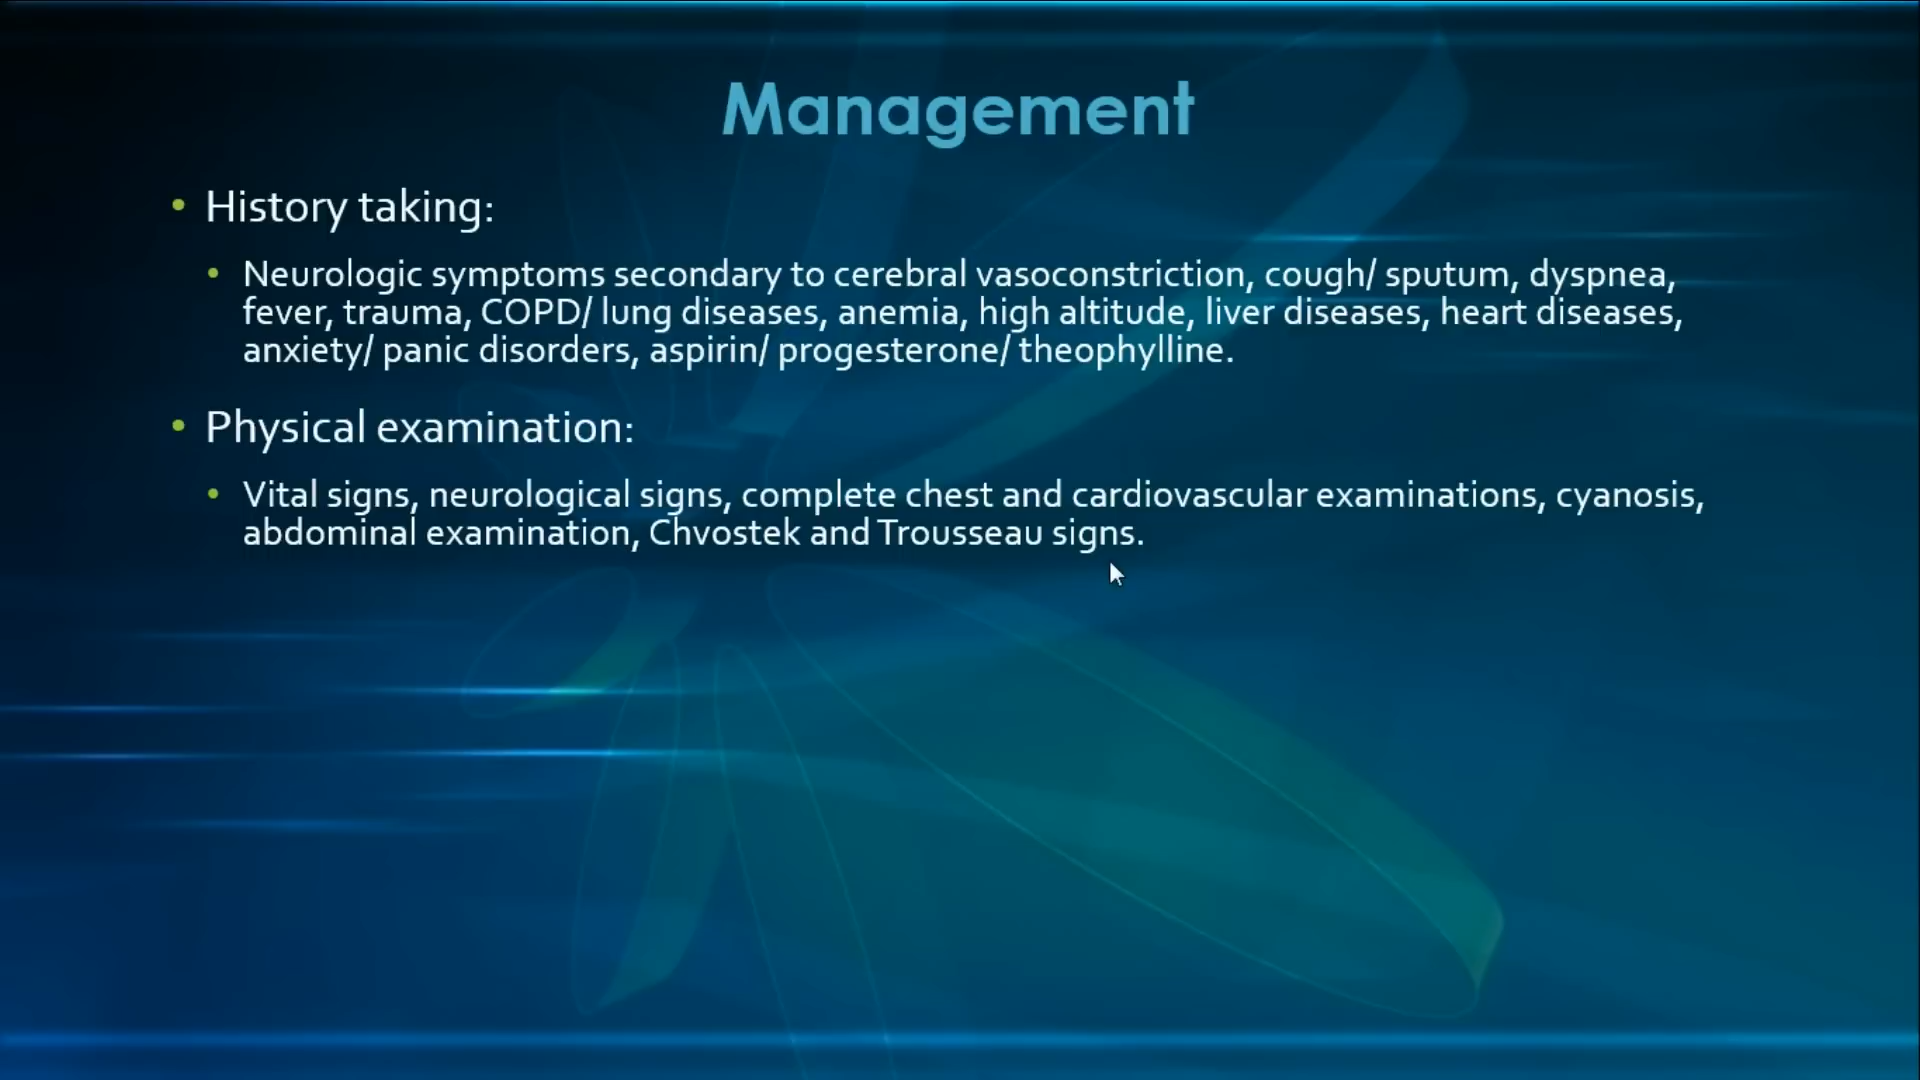 Management
• History taking:
• Neurologic symptoms secondary to cerebral vasoconstriction, cough/ sputum, dyspnea,
fever, trauma, COPD/ lung diseases, anemia, high altitude, liver diseases, heart diseases,
anxiety/ panic disorders, aspirin/ progesterone/ theophylline.
• Physical examination:
• Vital signs, neurological signs, complete chest and cardiovascular examinations, cyanosis,
abdominal examination, Chvostek and Trousseau signs.